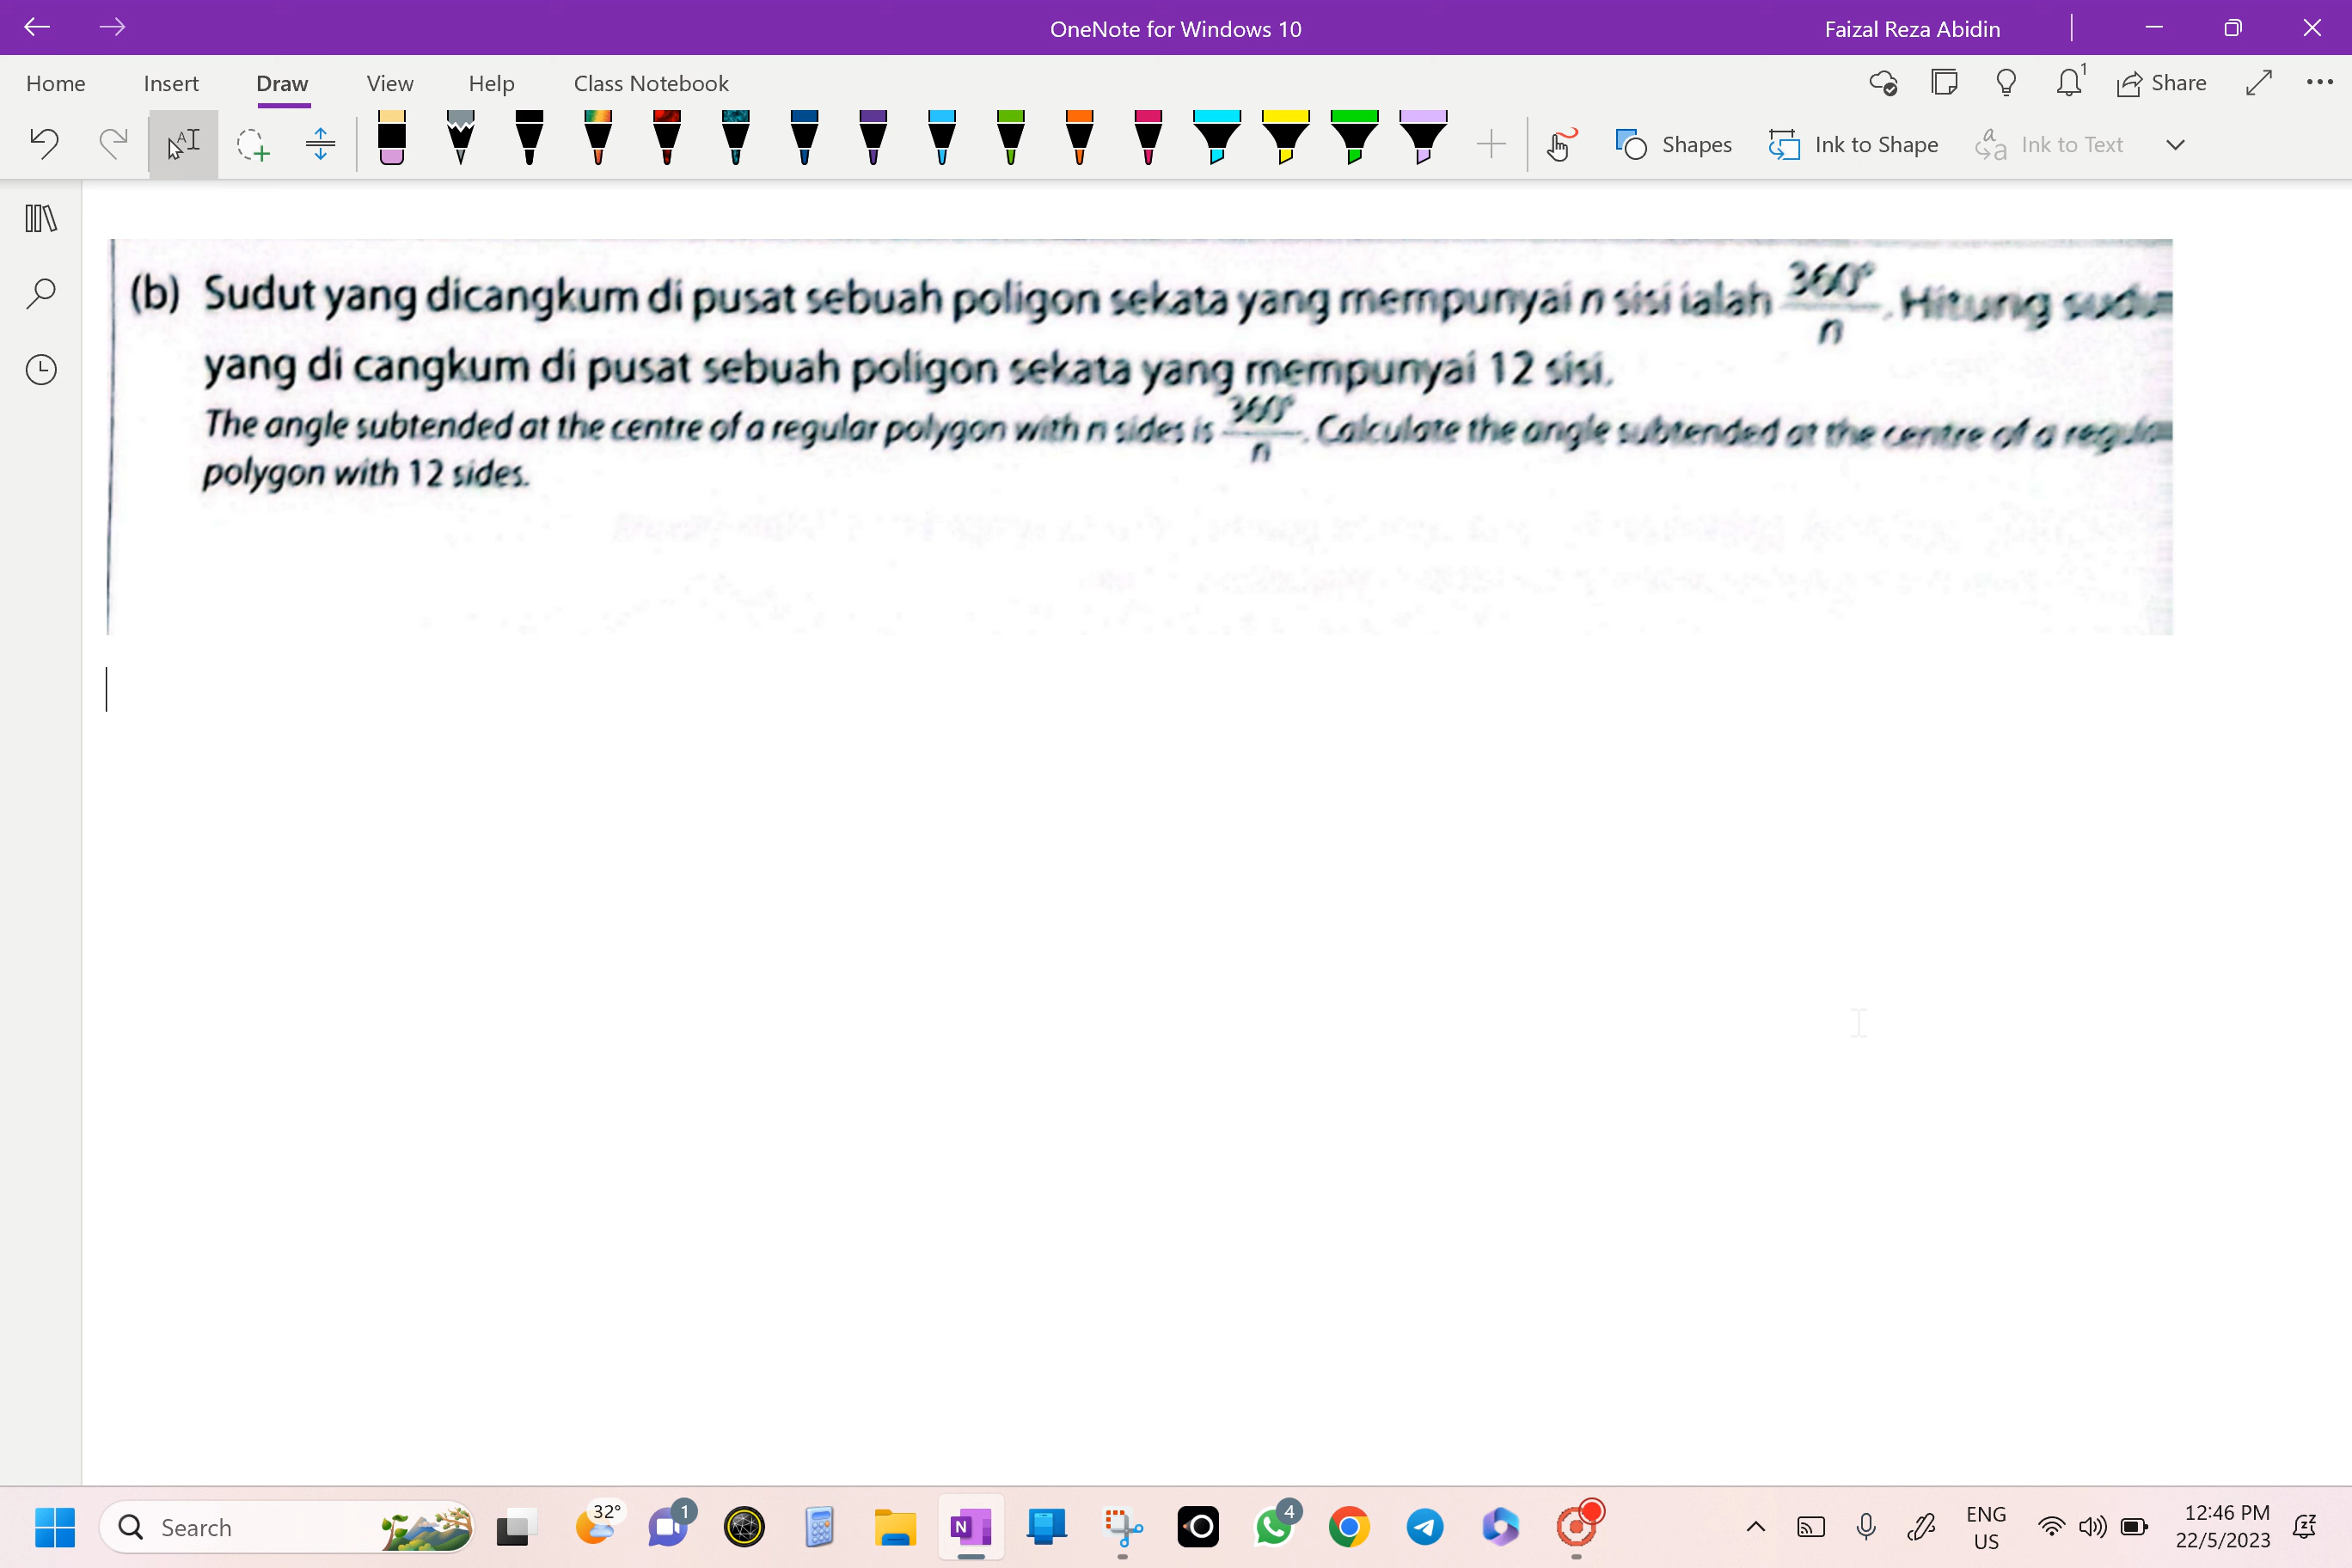 OneNote for Windows 10
Faizal Reza Abidin
Home Insert Draw View Help Class Notebook
1
Share
Shapes Ink to Shape Ink to Text
(b) Sudut yang dicangkum di pusat sebuah poligon sekata yang mempunyai n sisi ialah 360°/n. Hitung
yang di cangkum di pusat sebuah poligon sekata yang mempunyai 12 sisi.
The angle subtended at the centre of a regular polygon with n sides is 360°/n. Calculate the angle subtended at the centre of a
polygon with 12 sides.
Search
32°
1
N
4
ENG
US
12:46 PM
22/5/2023